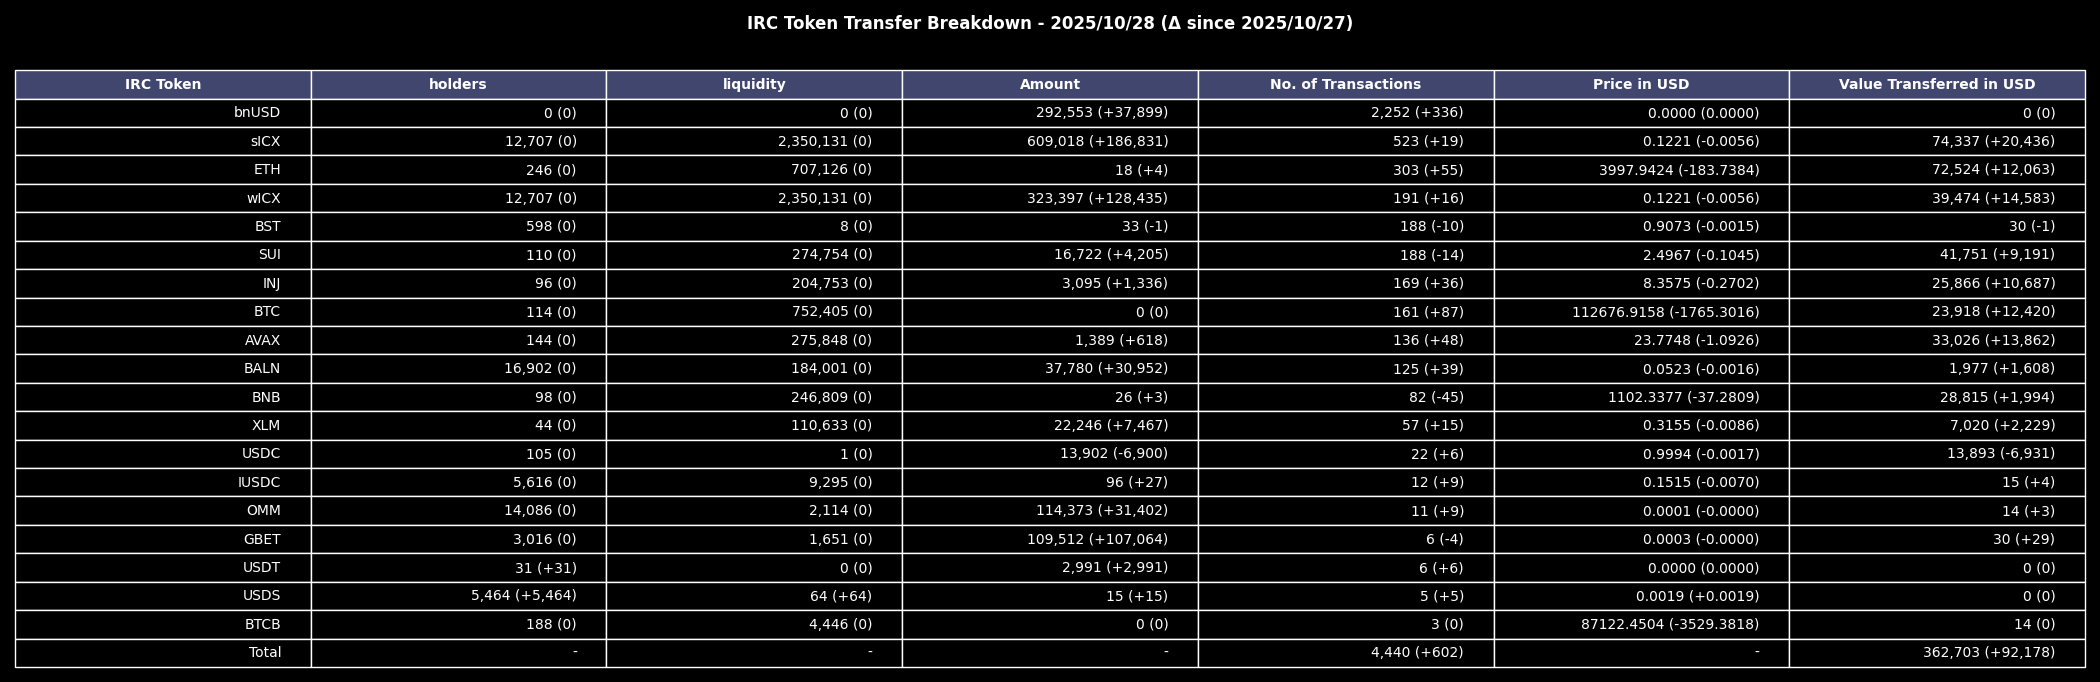 IRC Token Transfer Breakdown - 2025/10/28 (Δ since 2025/10/27)
IRC Token holders liquidity Amount No. of Transactions Price in USD Value Transferred in USD
bnUSD 0 (0) 0 (0) 292,553 (+37,899) 2,252 (+336) 0.0000 (0.0000) 0 (0)
sICX 12,707 (0) 2,350,131 (0) 609,018 (+186,831) 523 (+19) 0.1221 (-0.0056) 74,337 (+20,436)
ETH 246 (0) 707,126 (0) 18 (+4) 303 (+55) 3997.9424 (-183.7384) 72,524 (+12,063)
wICX 12,707 (0) 2,350,131 (0) 323,397 (+128,435) 191 (+16) 0.1221 (-0.0056) 39,474 (+14,583)
BST 598 (0) 8 (0) 33 (-1) 188 (-10) 0.9073 (-0.0015) 30 (-1)
SUI 110 (0) 274,754 (0) 16,722 (+4,205) 188 (-14) 2.4967 (-0.1045) 41,751 (+9,191)
INJ 96 (0) 204,753 (0) 3,095 (+1,336) 169 (+36) 8.3575 (-0.2702) 25,866 (+10,687)
BTC 114 (0) 752,405 (0) 0 (0) 161 (+87) 112676.9158 (-1765.3016) 23,918 (+12,420)
AVAX 144 (0) 275,848 (0) 1,389 (+618) 136 (+48) 23.7748 (-1.0926) 33,026 (+13,862)
BALN 16,902 (0) 184,001 (0) 37,780 (+30,952) 125 (+39) 0.0523 (-0.0016) 1,977 (+1,608)
BNB 98 (0) 246,809 (0) 26 (+3) 82 (-45) 1102.3377 (-37.2809) 28,815 (+1,994)
XLM 44 (0) 110,633 (0) 22,246 (+7,467) 57 (+15) 0.3155 (-0.0086) 7,020 (+2,229)
USDC 105 (0) 1 (0) 13,902 (-6,900) 22 (+6) 0.9994 (-0.0017) 13,893 (-6,931)
IUSDC 5,616 (0) 9,295 (0) 96 (+27) 12 (+9) 0.1515 (-0.0070) 15 (+4)
OMM 14,086 (0) 2,114 (0) 114,373 (+31,402) 11 (+9) 0.0001 (-0.0000) 14 (+3)
GBET 3,016 (0) 1,651 (0) 109,512 (+107,064) 6 (-4) 0.0003 (-0.0000) 30 (+29)
USDT 31 (+31) 0 (0) 2,991 (+2,991) 6 (+6) 0.0000 (0.0000) 0 (0)
USDS 5,464 (+5,464) 64 (+64) 15 (+15) 5 (+5) 0.0019 (+0.0019) 0 (0)
BTCB 188 (0) 4,446 (0) 0 (0) 3 (0) 87122.4504 (-3529.3818) 14 (0)
Total - - - 4,440 (+602) - 362,703 (+92,178)